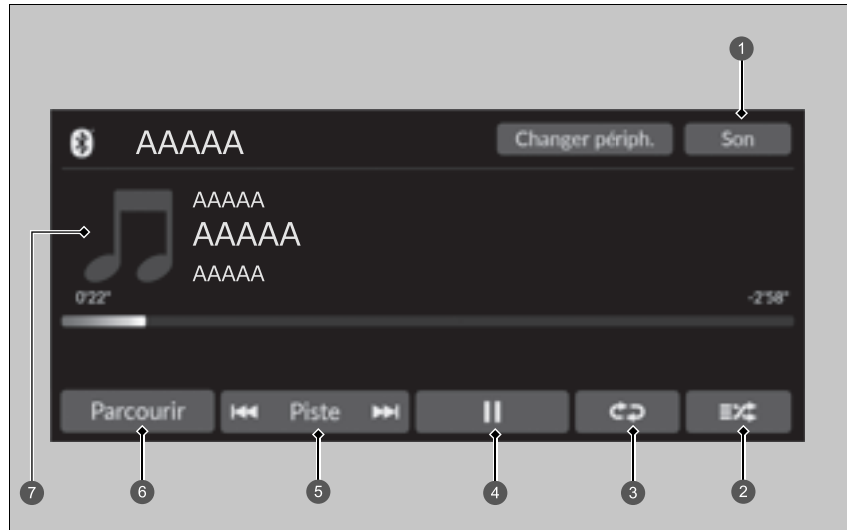 1
AAAAA
Changer périph.
Son
AAAAA
AAAAA
7
AAAAA
0'22"
-2'58"
Parcourir
Piste
6
5
4
3
2